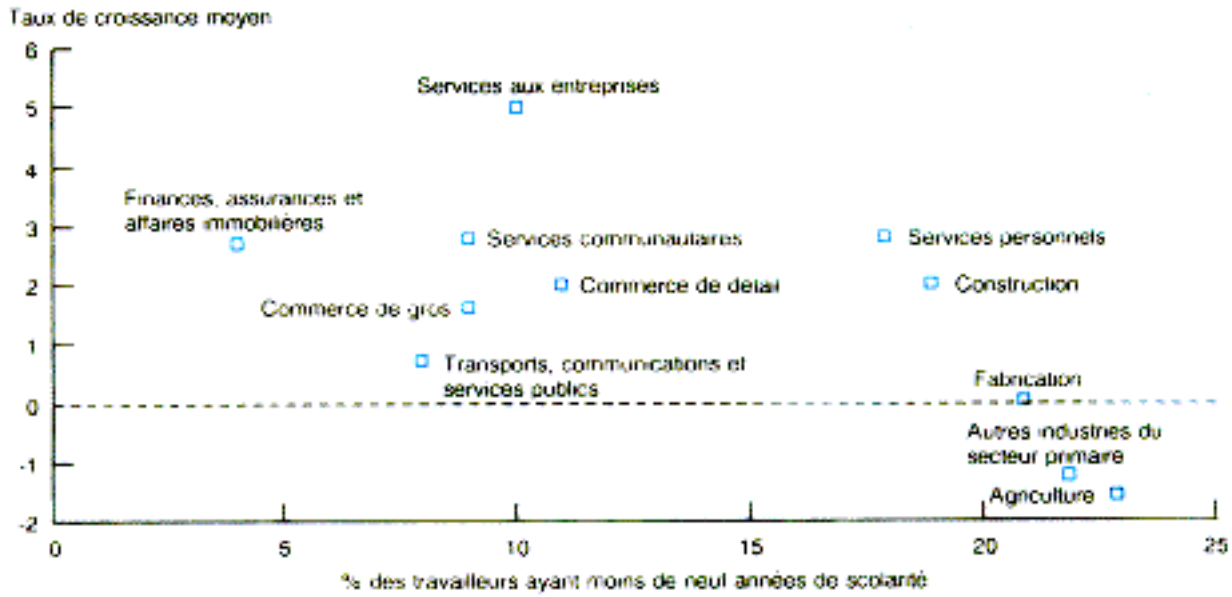 Taux de croissance moyen
6
Services aux entreprises
5
4
Finances, assurances et
affaires immobilières
3
Services communautaires
Services personnels
2
Commerce de détail
Construction
Commerce de gros
1
Transports, communications et
services publics
Fabrication
0
Autres industries du
secteur primaire
-1
Agriculture
-2
0 5 10 15 20 25
% des travailleurs ayant moins de neuf années de scolarité